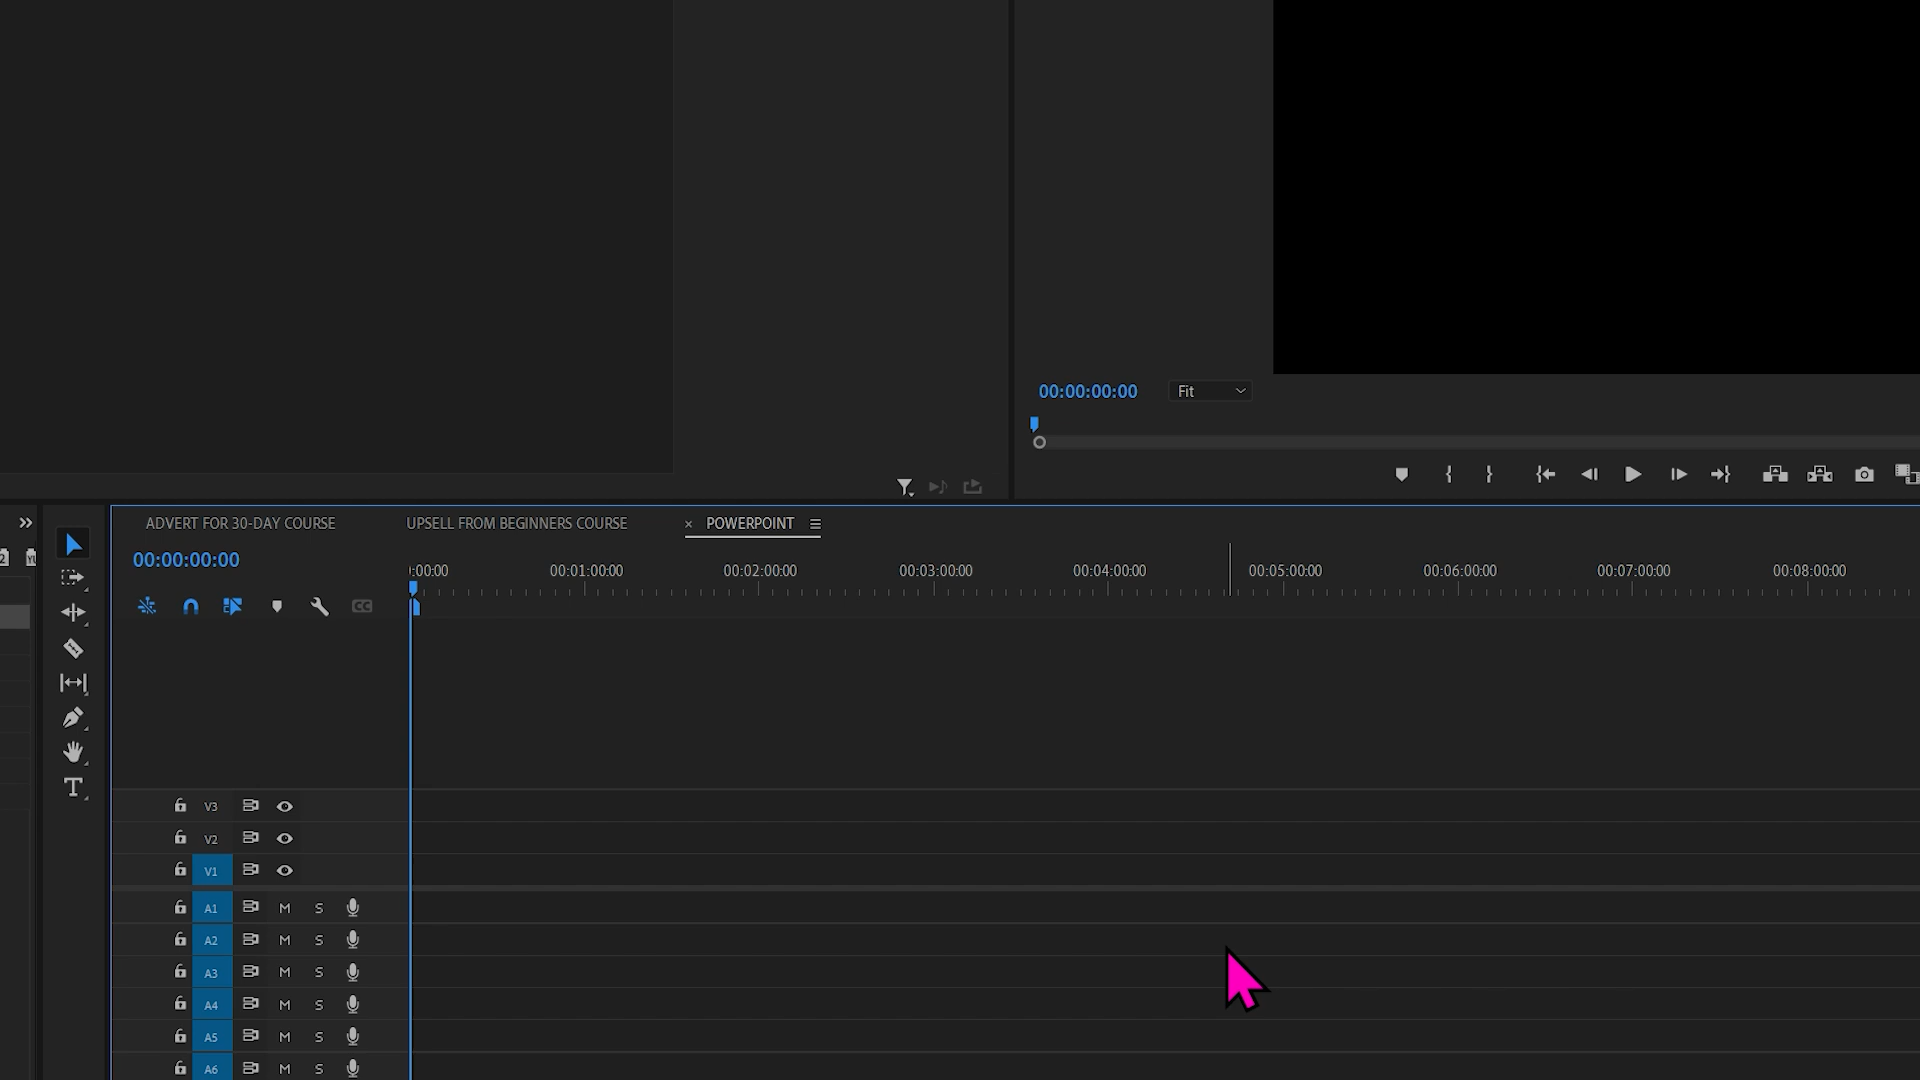 00:00:00:00 Fit
ADVERT FOR 30-DAY COURSE UPSELL FROM BEGINNERS COURSE × POWERPOINT
00:00:00:00
:00:00 00:01:00:00 00:02:00:00 00:03:00:00 00:04:00:00 00:05:00:00 00:06:00:00 00:07:00:00 00:08:00:00
CC
T
V3
V2
V1
A1 M S
A2 M S
A3 M S
A4 M S
A5 M S
A6 M S